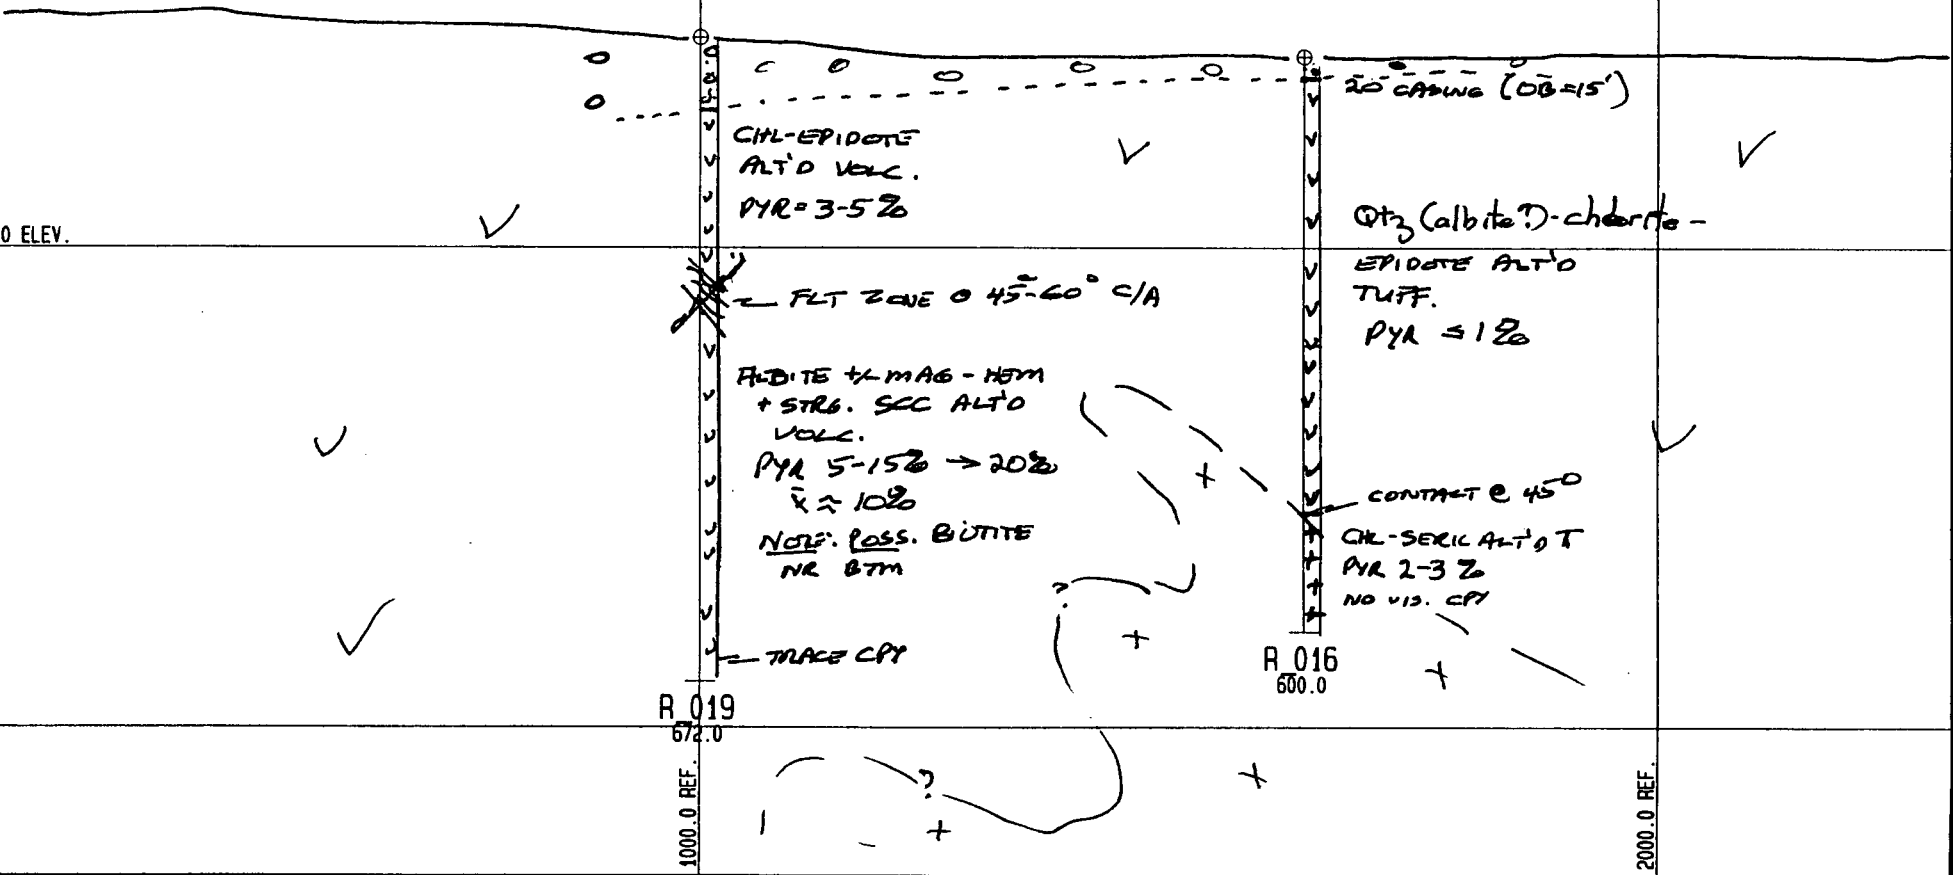 20' CASING (OB=15')
CHL-EPIDOTE
ALT'D VOLC.
PYR = 3-5%
Qtz (albite?)-chlorite-
EPIDOTE ALT'D
TUFF.
PYR ≤ 1%
0 ELEV.
FLT ZONE @ 45-60° C/A
ALBITE +/- MAG - HEM
+ STRG. SCC ALT'D
VOLC.
PYR 5-15% → 20%
x̄ ≈ 10%
NOTE: POSS. BIOTITE
NR BTM
CONTACT @ 45°
CHL-SERIC ALT'D T
PYR 2-3%
NO VIS. CPY
TRACE CPY
R_016
600.0
R_019
672.0
?
?
1000.0 REF.
2000.0 REF.